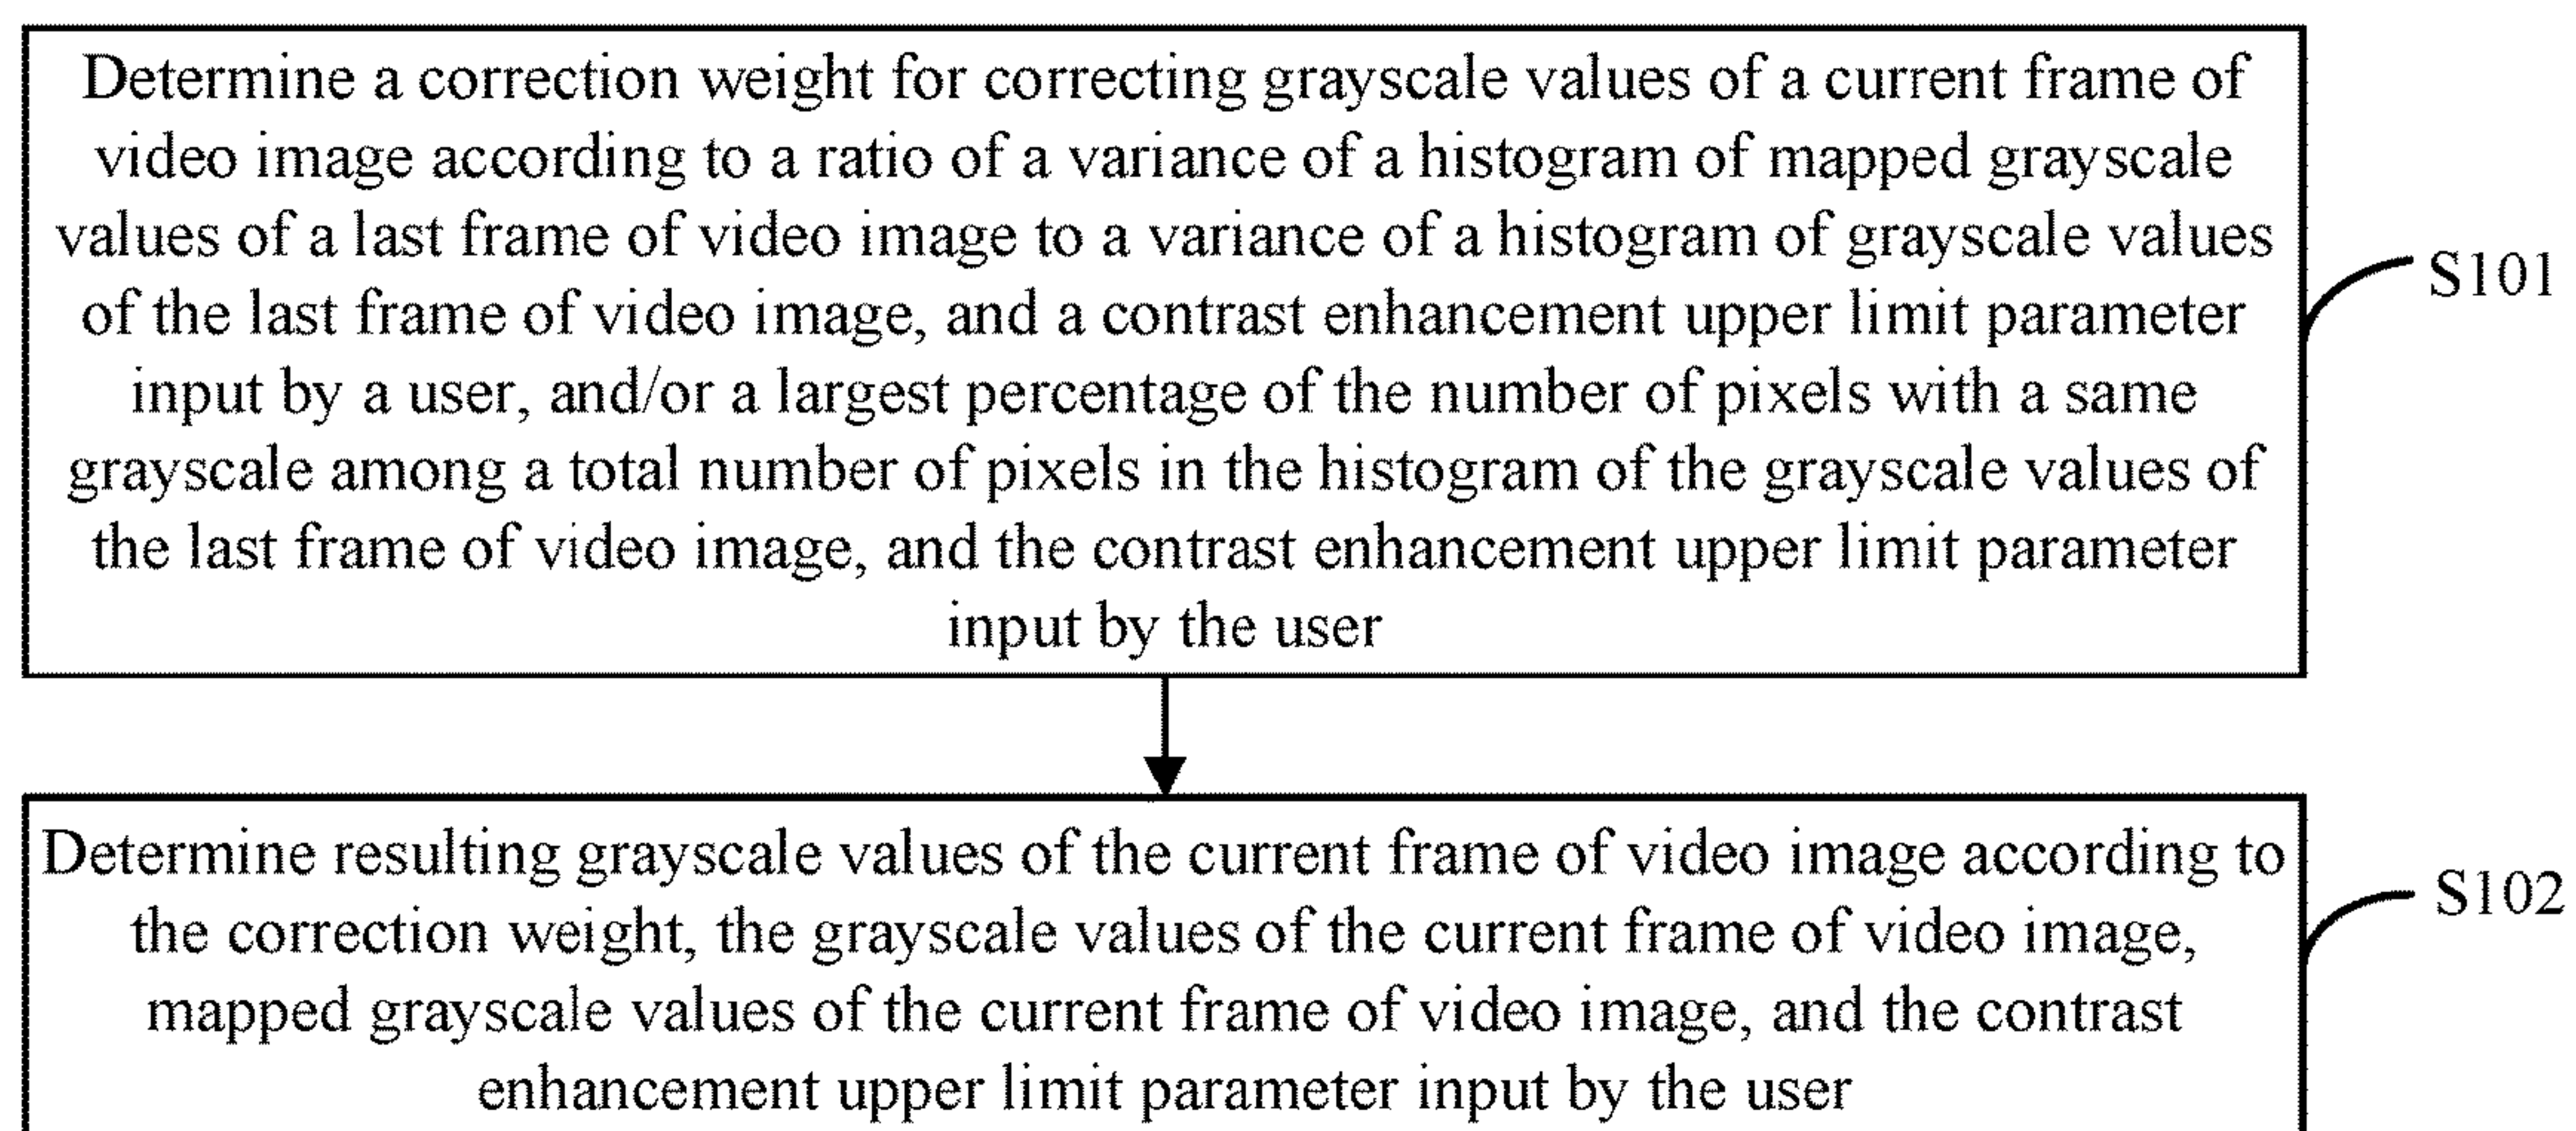 Determine a correction weight for correcting grayscale values of a current frame of
video image according to a ratio of a variance of a histogram of mapped grayscale
values of a last frame of video image to a variance of a histogram of grayscale values
of the last frame of video image, and a contrast enhancement upper limit parameter
input by a user, and/or a largest percentage of the number of pixels with a same
grayscale among a total number of pixels in the histogram of the grayscale values of
the last frame of video image, and the contrast enhancement upper limit parameter
input by the user
S101
Determine resulting grayscale values of the current frame of video image according to
the correction weight, the grayscale values of the current frame of video image,
mapped grayscale values of the current frame of video image, and the contrast
enhancement upper limit parameter input by the user
S102